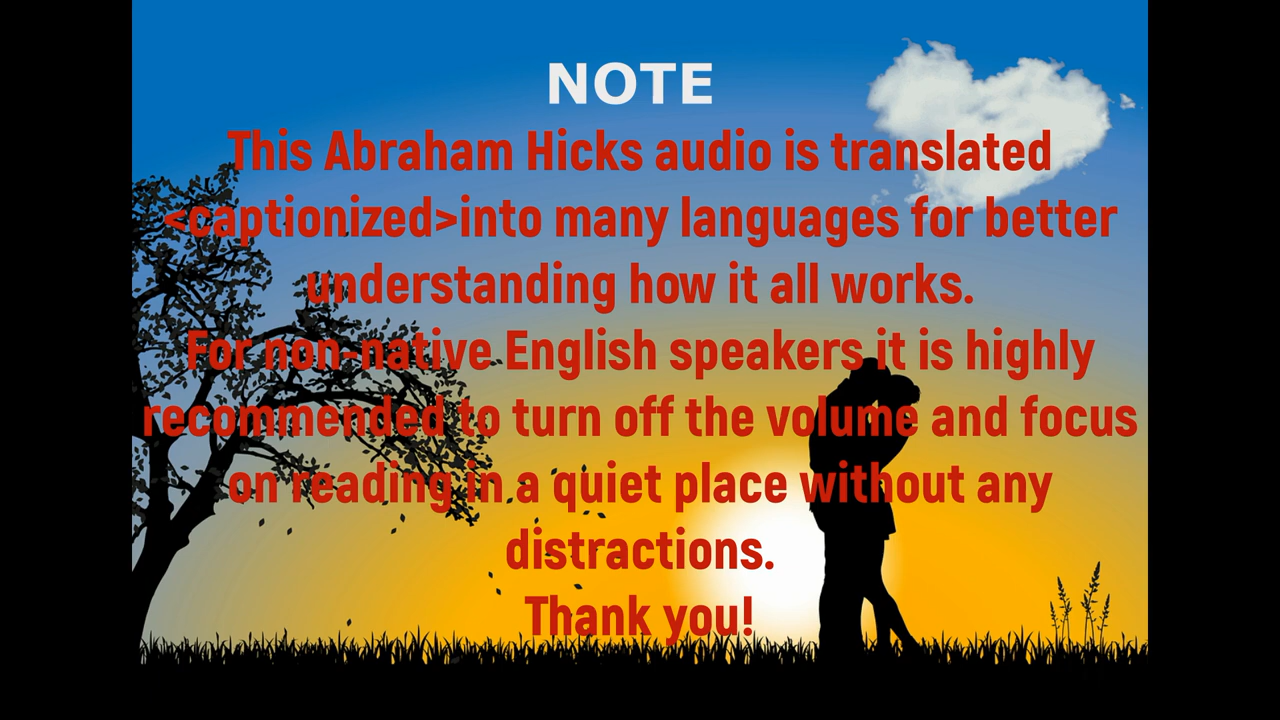 NOTE
This Abraham Hicks audio is translated
<captionized>into many languages for better
understanding how it all works.
For non-native English speakers it is highly
recommended to turn off the volume and focus
on reading in a quiet place without any
distractions.
Thank you!